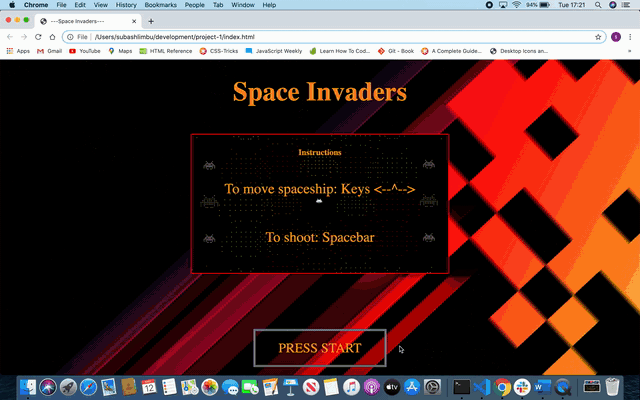 Chrome File Edit View History Bookmarks People Tab Window Help 94% Tue 17:21
---Space Invaders---
File /Users/subashlimbu/development/project-1/index.html
Apps Gmail YouTube Maps HTML Reference CSS-Tricks JavaScript Weekly Learn How To Cod... Git - Book A Complete Guide... Desktop Icons an...
Space Invaders
Instructions
To move spaceship: Keys <--^-->
To shoot: Spacebar
PRESS START